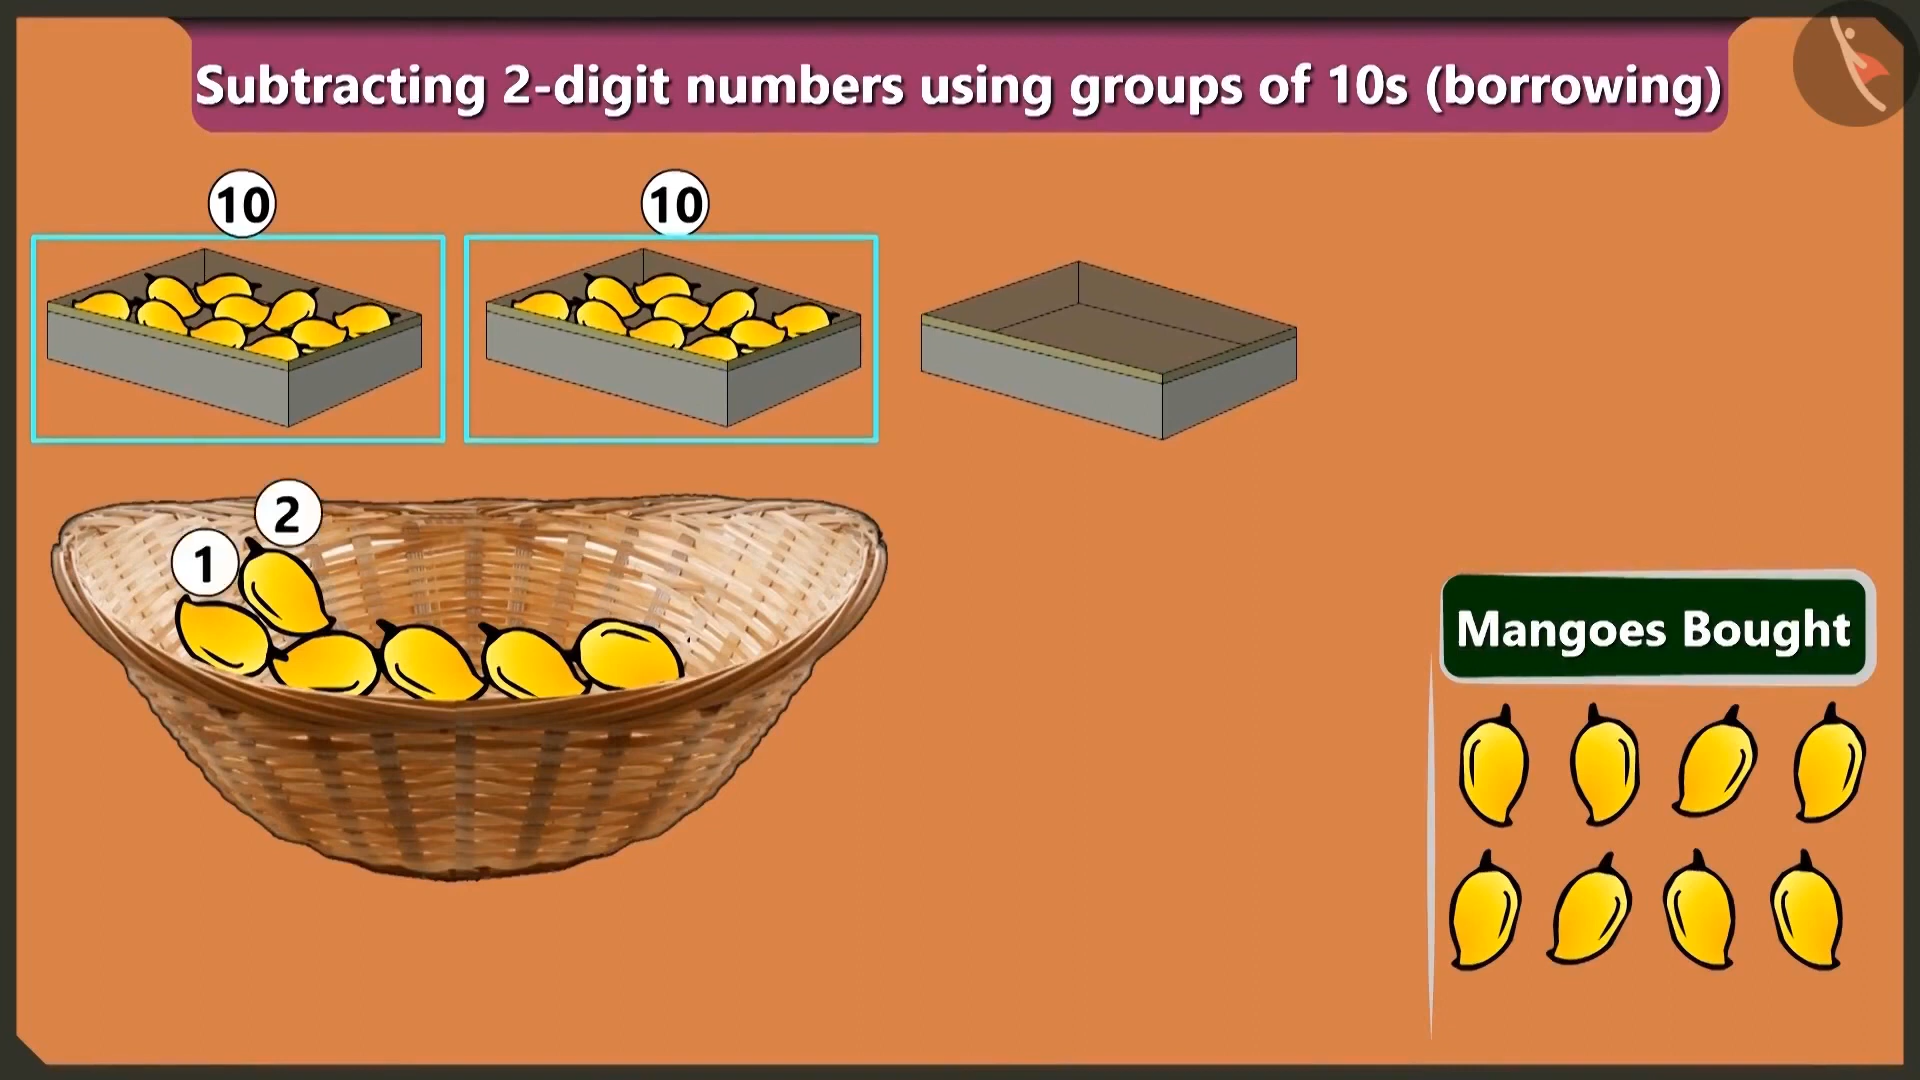 Subtracting 2-digit numbers using groups of 10s (borrowing)
10 10
2
1
Mangoes Bought